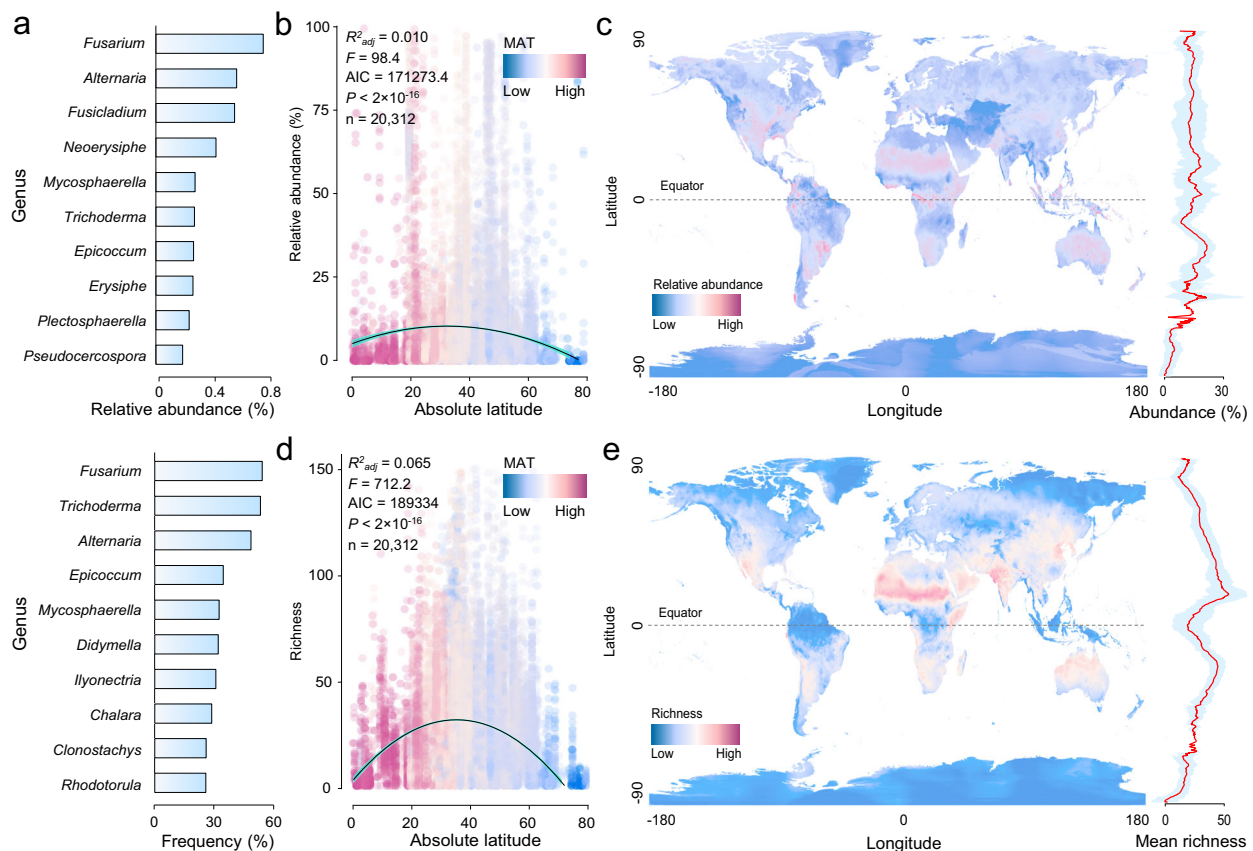 a
Genus
Fusarium
Alternaria
Fusicladium
Neoerysiphe
Mycosphaerella
Trichoderma
Epicoccum
Erysiphe
Plectosphaerella
Pseudocercospora
0 0.2 0.4 0.8
Relative abundance (%)
b
R²adj = 0.010
F = 98.4
AIC = 171273.4
P < 2×10-16
n = 20,312
MAT
Low High
Relative abundance (%)
100
75
50
25
0
0 20 40 60 80
Absolute latitude
c
90
0
-90
Latitude
Equator
Relative abundance
Low High
-180 0 180
Longitude
0 30
Abundance (%)
Genus
Fusarium
Trichoderma
Alternaria
Epicoccum
Mycosphaerella
Didymella
Ilyonectria
Chalara
Clonostachys
Rhodotorula
0 30 60
Frequency (%)
d
R²adj = 0.065
F = 712.2
AIC = 189334
P < 2×10-16
n = 20,312
MAT
Low High
Richness
150
100
50
0
0 20 40 60 80
Absolute latitude
e
90
0
-90
Latitude
Equator
Richness
Low High
-180 0 180
Longitude
0 50
Mean richness